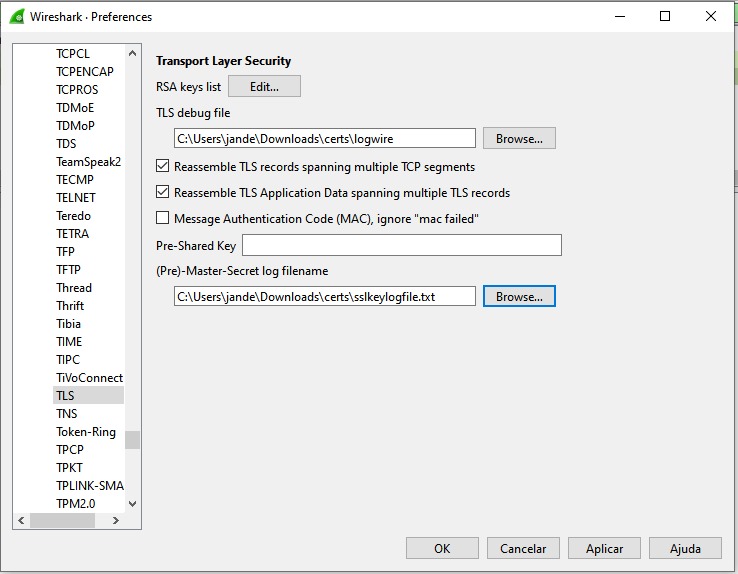 Wireshark · Preferences
TCPCL
TCPENCAP
TCPROS
TDMoE
TDMoP
TDS
TeamSpeak2
TECMP
TELNET
Teredo
TETRA
TFP
TFTP
Thread
Thrift
Tibia
TIME
TIPC
TiVoConnect
TLS
TNS
Token-Ring
TPCP
TPKT
TPLINK-SMA
TPM2.0
Transport Layer Security
RSA keys list Edit...
TLS debug file
C:\Users\jande\Downloads\certs\logwire Browse...
Reassemble TLS records spanning multiple TCP segments
Reassemble TLS Application Data spanning multiple TLS records
Message Authentication Code (MAC), ignore "mac failed"
Pre-Shared Key
(Pre)-Master-Secret log filename
C:\Users\jande\Downloads\certs\sslkeylogfile.txt Browse...
OK Cancelar Aplicar Ajuda